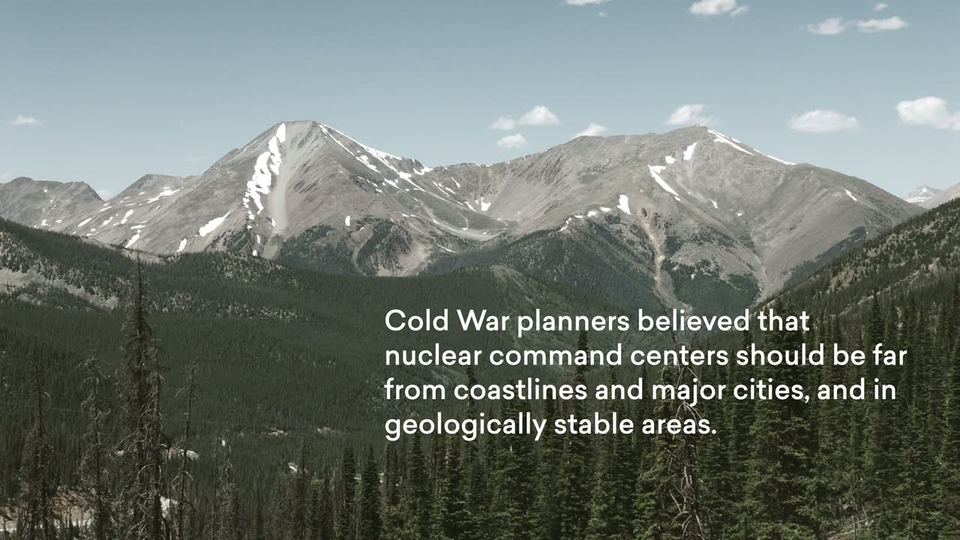 Cold War planners believed that
nuclear command centers should be far
from coastlines and major cities, and in
geologically stable areas.